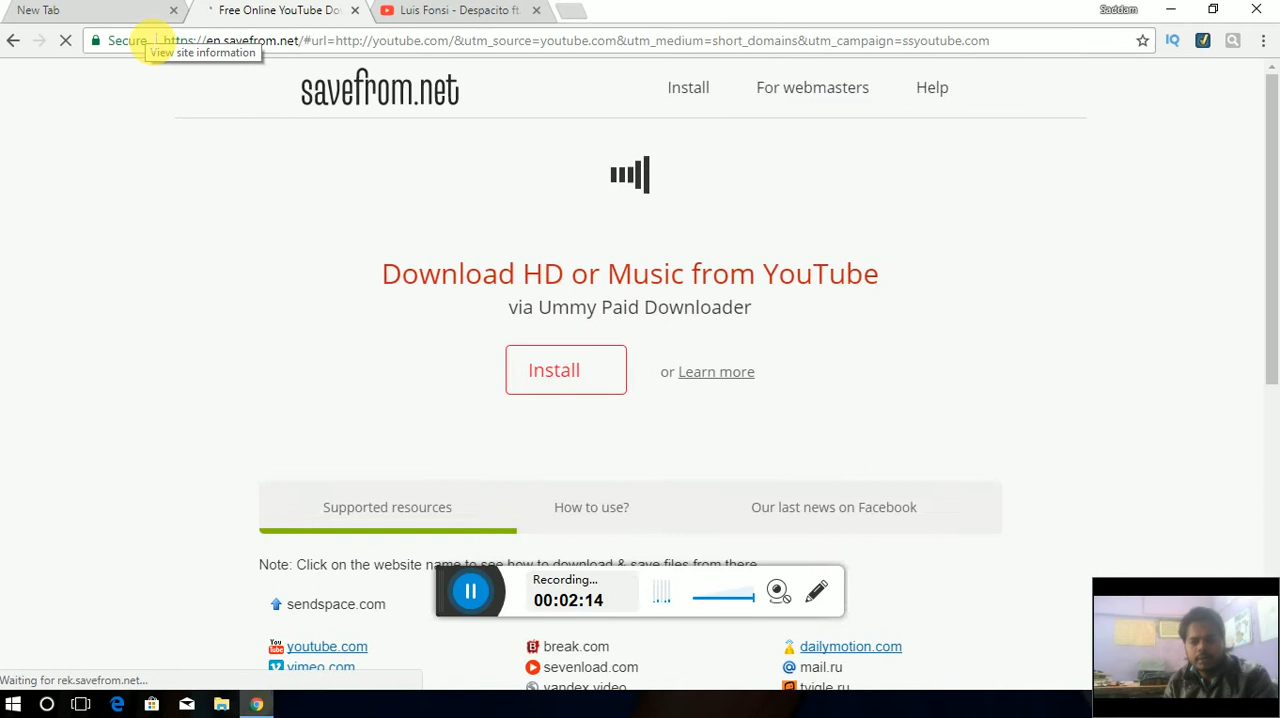 New Tab
Free Online YouTube Do
Luis Fonsi - Despacito ft.
Saddam
Secure
https://en.savefrom.net/#url=http://youtube.com/&utm_source=youtube.com&utm_medium=short_domains&utm_campaign=ssyoutube.com
View site information
savefrom.net
Install
For webmasters
Help
Download HD or Music from YouTube
via Ummy Paid Downloader
Install
or Learn more
Supported resources
How to use?
Our last news on Facebook
Note: Click on the website name to see how to download & save files from there
Recording...
00:02:14
sendspace.com
youtube.com
break.com
dailymotion.com
vimeo.com
sevenload.com
mail.ru
yandex.video
tvigle.ru
Waiting for rek.savefrom.net...